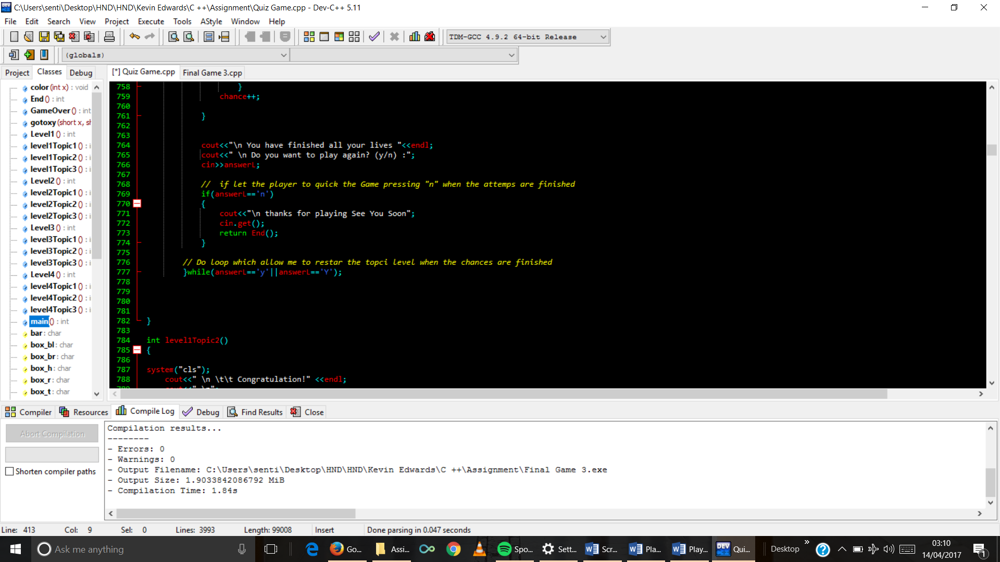 C:\Users\senti\Desktop\HND\HND\Kevin Edwards\C ++\Assignment\Quiz Game.cpp - Dev-C++ 5.11
File Edit Search View Project Execute Tools AStyle Window Help
TDM-GCC 4.9.2 64-bit Release
(globals)
Project Classes Debug [*] Quiz Game.cpp Final Game 3.cpp
color (int x) : void
End () : int
GameOver () : int
gotoxy (short x, sh
Level1 () : int
level1Topic1 () : i
level1Topic2 () : i
level1Topic3 () : i
Level2 () : int
level2Topic1 () : i
level2Topic2 () : i
level2Topic3 () : i
Level3 () : int
level3Topic1 () : i
level3Topic2 () : i
level3Topic3 () : i
Level4 () : int
level4Topic1 () : i
level4Topic2 () : i
level4Topic3 () : i
main () : int
bar : char
box_bl : char
box_br : char
box_h : char
box_r : char
box_t : char
758 }
759 chance++;
760
761 }
762
763
764 cout<<"\n You have finished all your lives "<<endl;
765 cout<<" \n Do you want to play again? (y/n) :";
766 cin>>answerL;
767
768 // if let the player to quick the Game pressing "n" when the attemps are finished
769 if(answerL=='n')
770 {
771 cout<<"\n thanks for playing See You Soon";
772 cin.get();
773 return End();
774 }
775
776 // Do loop which allow me to restar the topci level when the chances are finished
777 }while(answerL=='y'||answerL=='Y');
778
779
780
781
782 }
783
784 int level1Topic2()
785 {
786
787 system("cls");
788 cout<<" \n \t\t Congratulation!" <<endl;
Compiler Resources Compile Log Debug Find Results Close
Abort Compilation
Shorten compiler paths
Compilation results...
--------
- Errors: 0
- Warnings: 0
- Output Filename: C:\Users\senti\Desktop\HND\HND\Kevin Edwards\C ++\Assignment\Final Game 3.exe
- Output Size: 1.9033842086792 MiB
- Compilation Time: 1.84s
Line: 413 Col: 9 Sel: 0 Lines: 3993 Length: 99008 Insert Done parsing in 0.047 seconds
Ask me anything
Go... Assi... Spo... Sett... Scr... Pla... Play... Qui... Desktop
03:10
14/04/2017
1